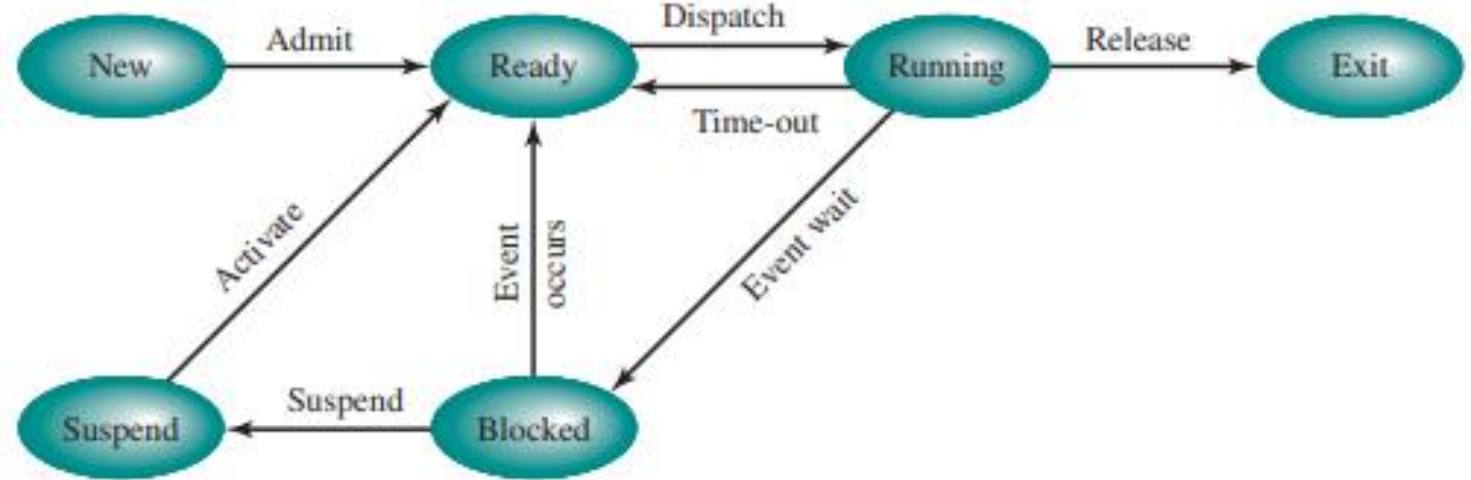 Dispatch
New
Admit
Ready
Running
Release
Exit
Time-out
Activate
Event
occurs
Event wait
Suspend
Suspend
Blocked